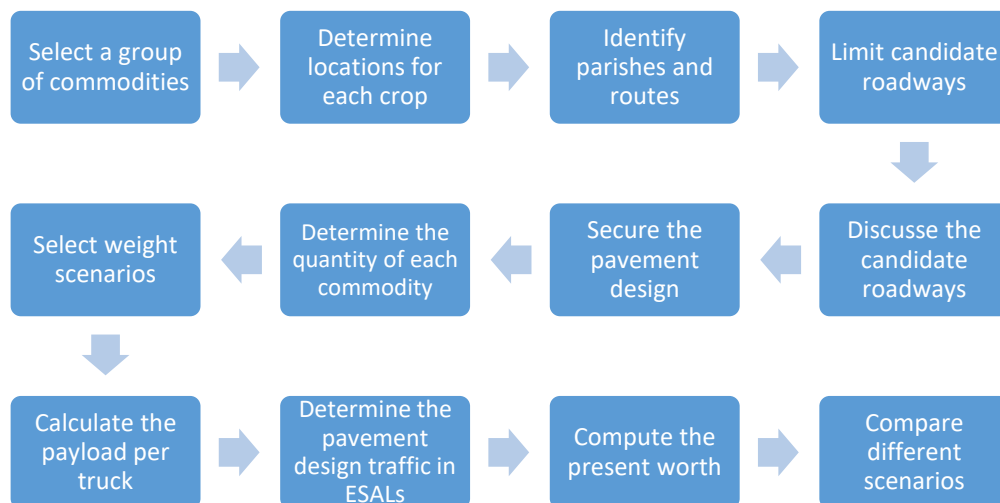 Select a group
of commodities
Determine
locations for
each crop
Identify
parishes and
routes
Limit candidate
roadways
Discusse the
candidate
roadways
Secure the
pavement
design
Determine the
quantity of each
commodity
Select weight
scenarios
Calculate the
payload per
truck
Determine the
pavement
design traffic in
ESALs
Compute the
present worth
Compare
different
scenarios